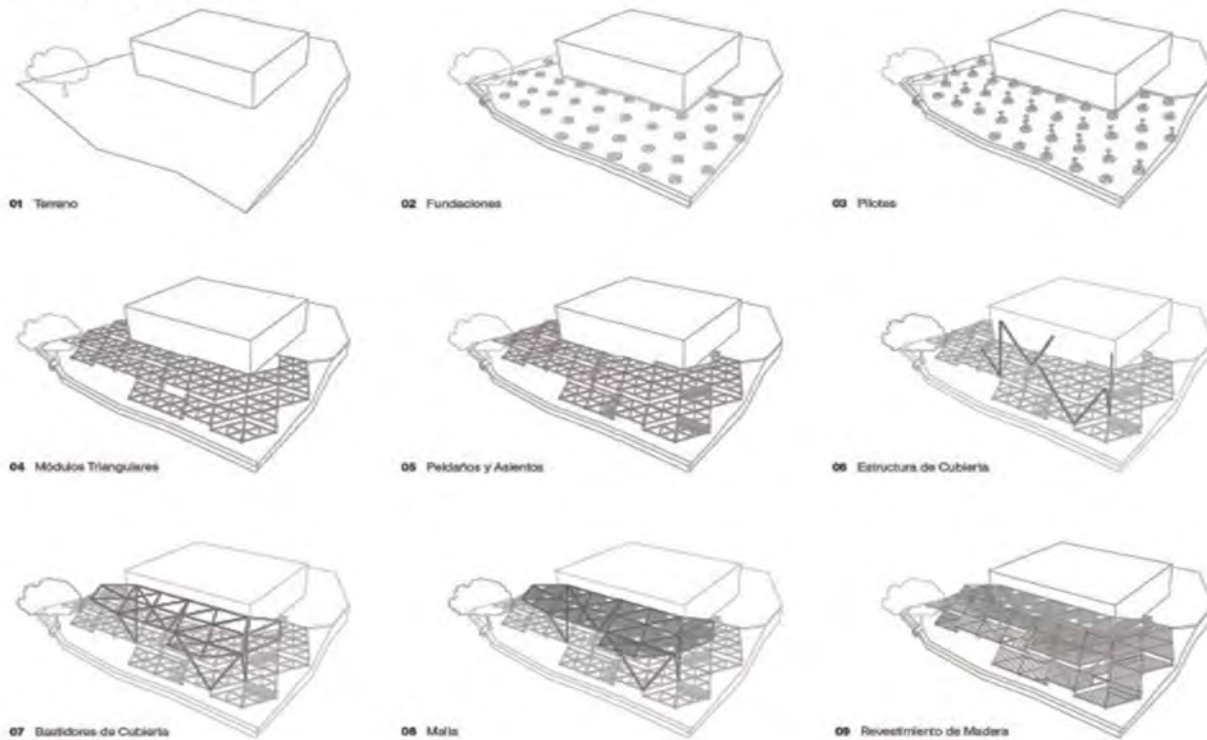 01 Terreno
02 Fundaciones
03 Pilotes
04 Módulos Triangulares
05 Peldaños y Asientos
06 Estructura de Cubierta
07 Bastidores de Cubierta
08 Malla
09 Revestimiento de Madera